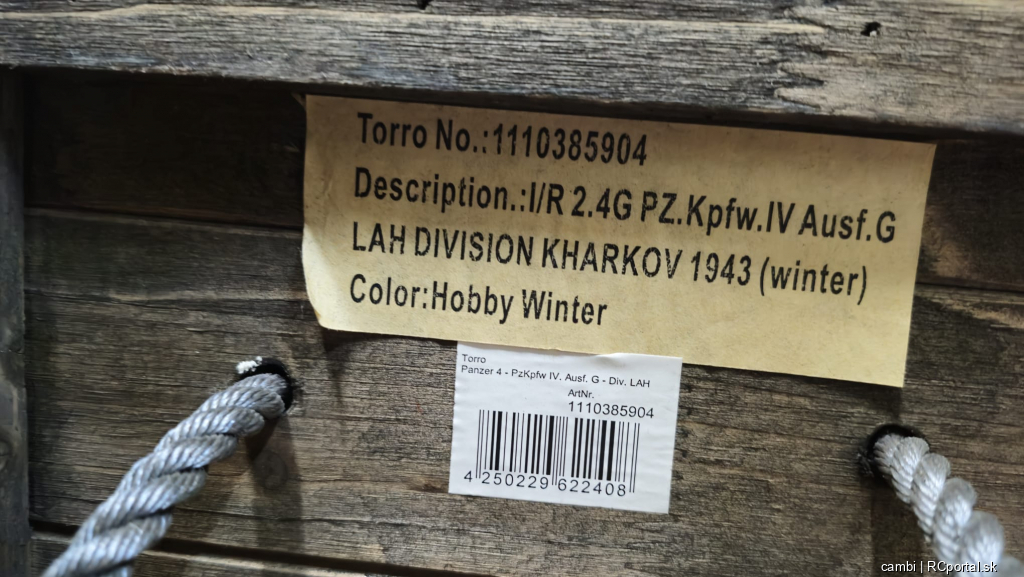 Torro No.:1110385904
Description.:I/R 2.4G PZ.Kpfw.IV Ausf.G
LAH DIVISION KHARKOV 1943 (winter)
Color:Hobby Winter
Torro
Panzer 4 - PzKpfw IV. Ausf. G - Div. LAH
ArtNr.
1110385904
4 250229 622408
cambi | RCportal.sk